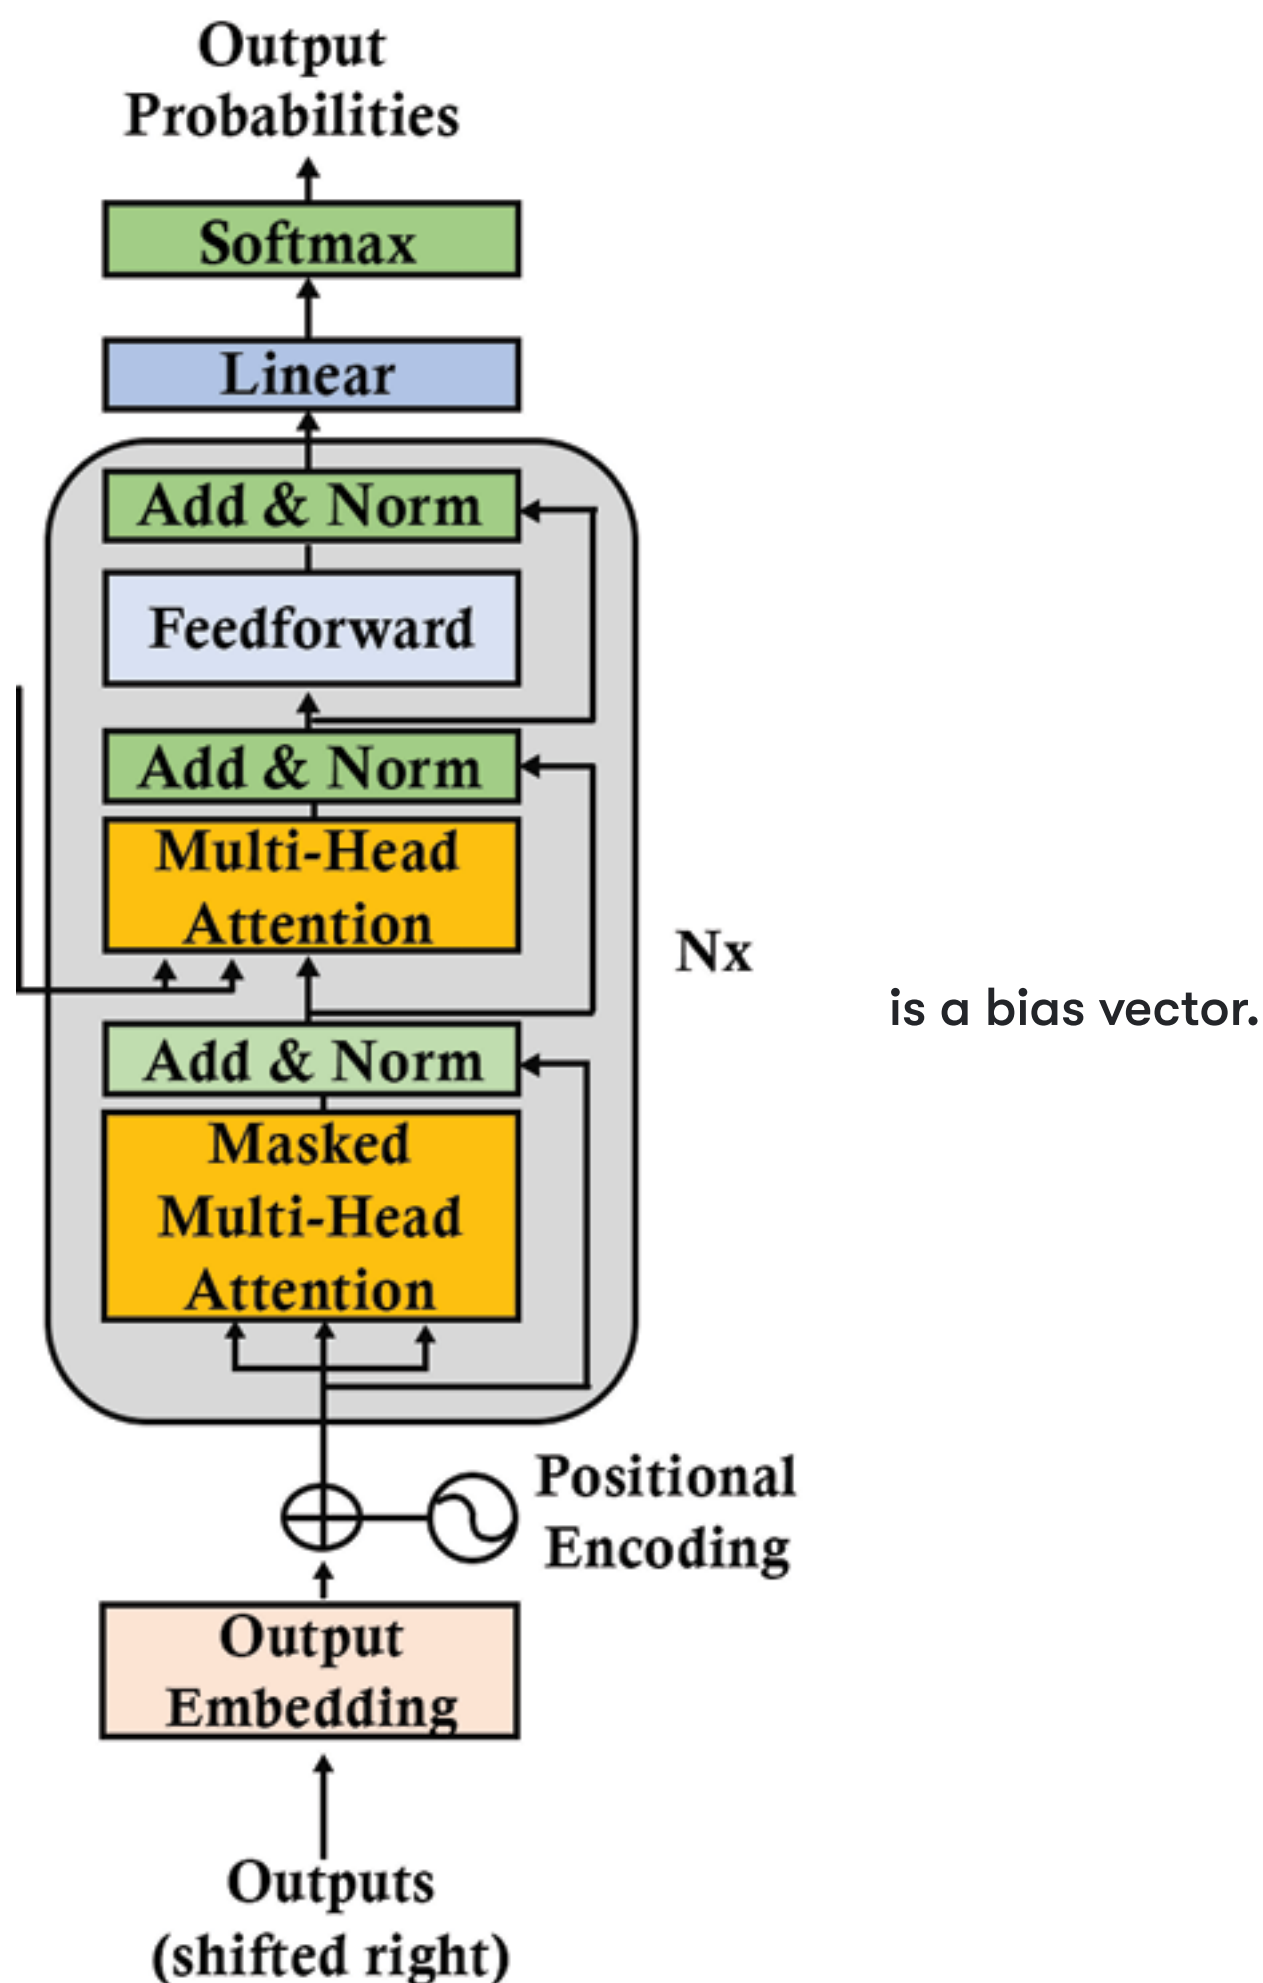 Output
Probabilities
Softmax
Linear
Add & Norm
Feedforward
Add & Norm
Multi-Head
Attention
Nx
is a bias vector.
Add & Norm
Masked
Multi-Head
Attention
Positional
Encoding
Output
Embedding
Outputs
(shifted right)